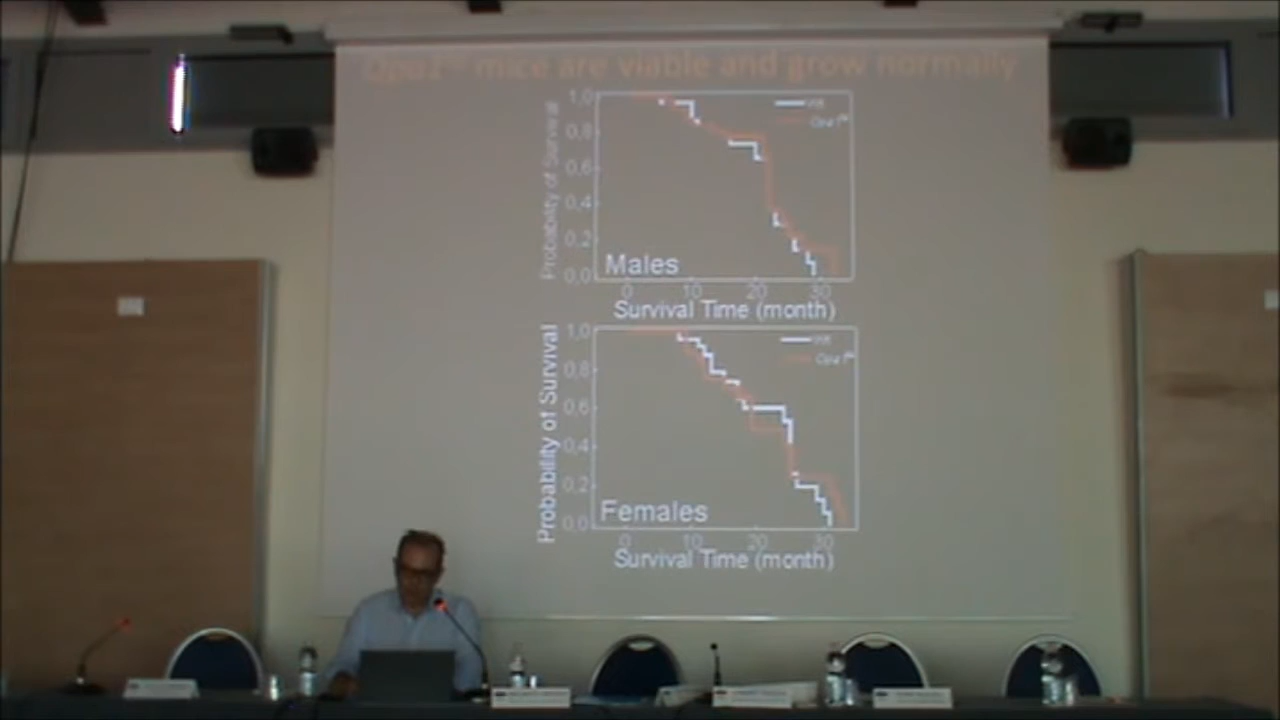 mice are viable and grow normally
Probability of Survival
1,0
0,8
0,6
0,4
0,2
0,0
Males
0 10 20 30
Survival Time (month)
Probability of Survival
1,0
0,8
0,6
0,4
0,2
0,0
Females
0 10 20 30
Survival Time (month)